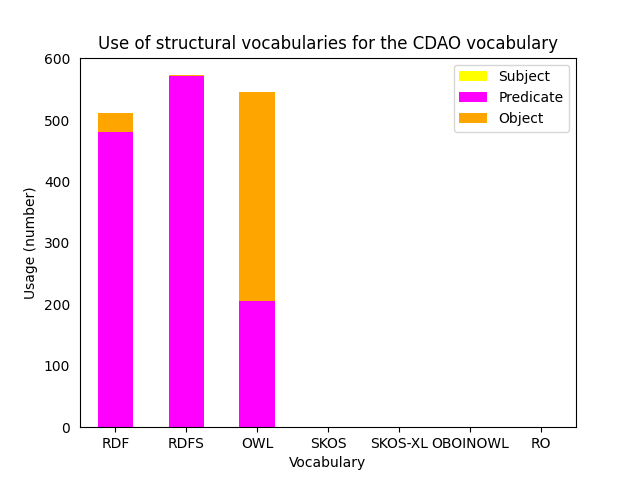 Use of structural vocabularies for the CDAO vocabulary
Subject
Predicate
Object
Usage (number)
600
500
400
300
200
100
0
RDF RDFS OWL SKOS SKOS-XL OBOINOWL RO
Vocabulary